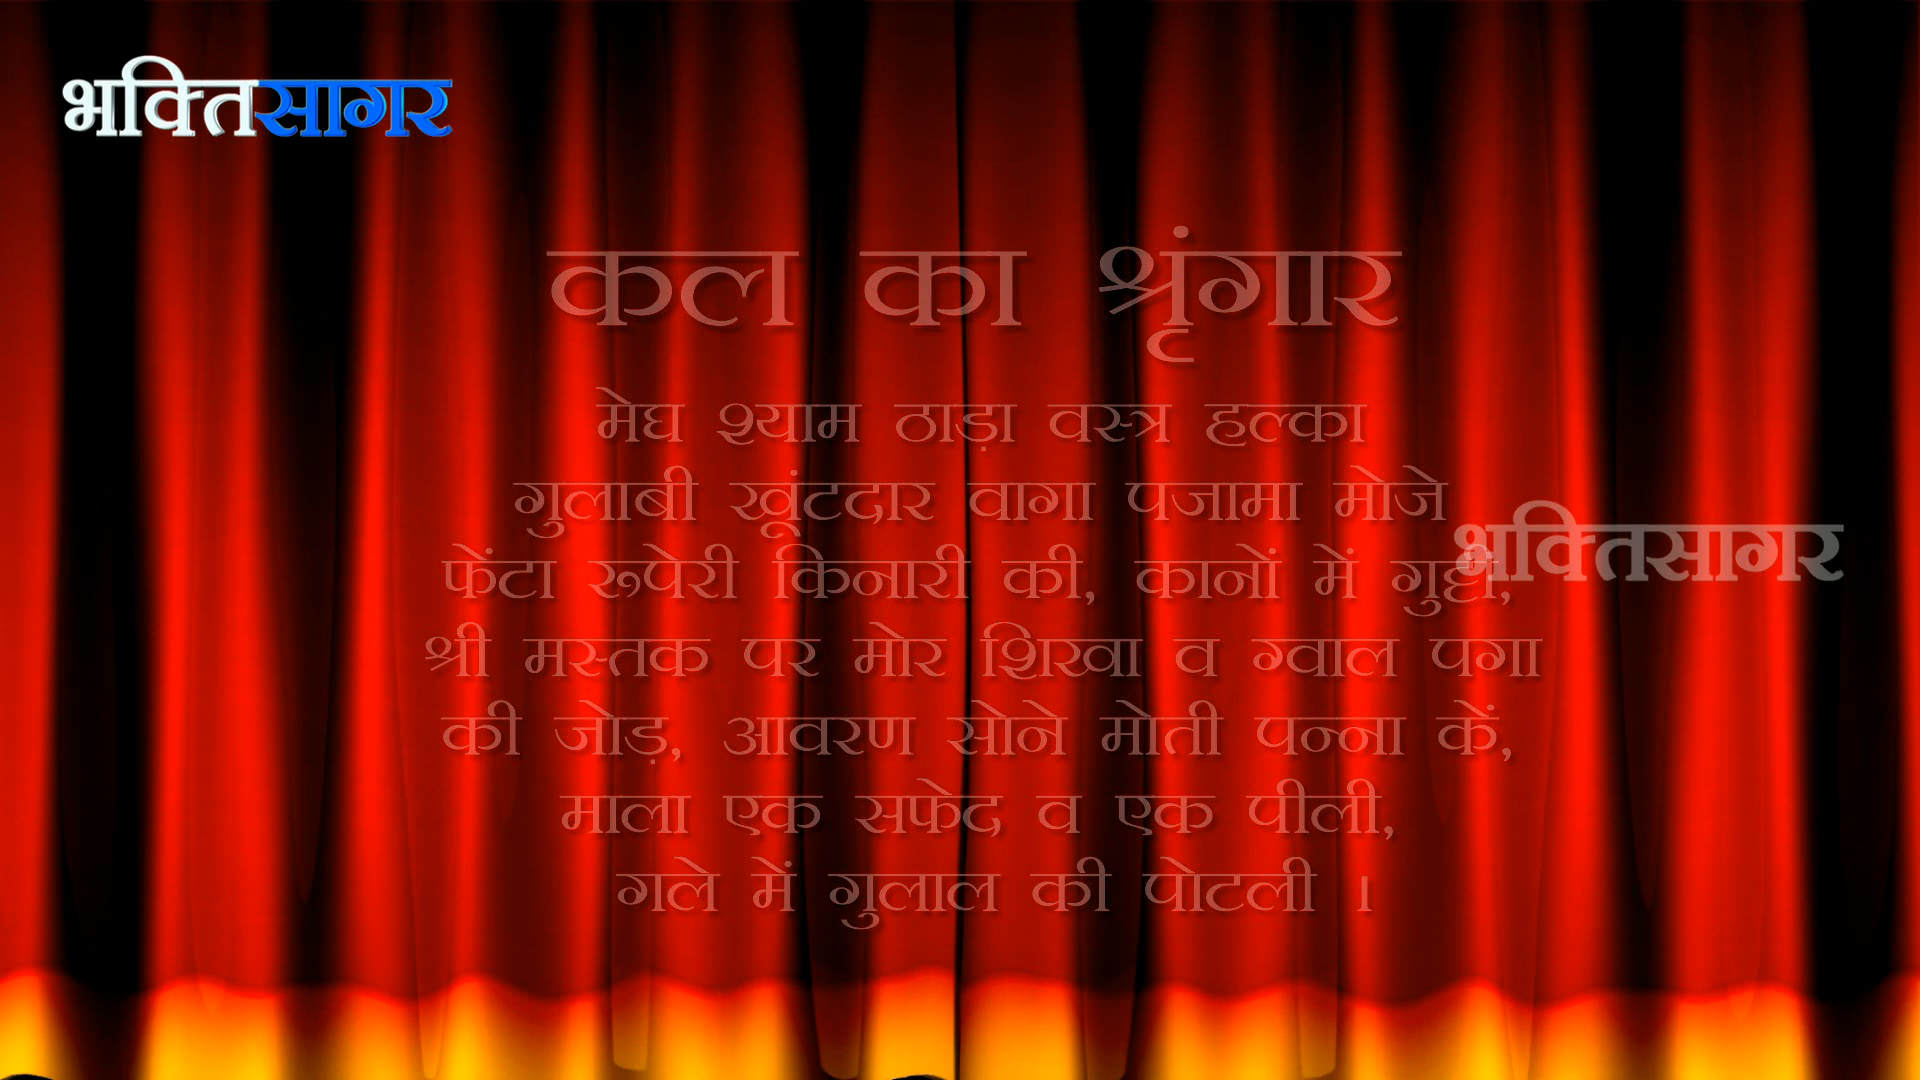 भक्तिसागर
कल का श्रृंगार
मेघ श्याम ठाड़ा वस्त्र हल्का
गुलाबी खूंटदार वागा पजामा मोजे
फेंटा रुपेरी किनारी की, कानों में
भक्तिसागर
श्री मस्तक पर मोर शिखा व ग्वाल पगा
की जोड़, आवरण सोने मोती पन्ना कें,
माला एक सफेद व एक पीली,
गले में गुलाल की पोटली ।